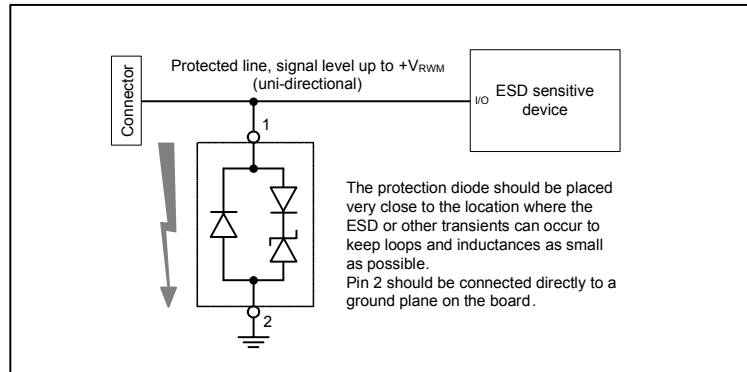 Protected line, signal level up to +VRWM
(uni-directional)
Connector
I/O
ESD sensitive
device
1
The protection diode should be placed
very close to the location where the
ESD or other transients can occur to
keep loops and inductances as small
as possible.
Pin 2 should be connected directly to a
ground plane on the board.
2